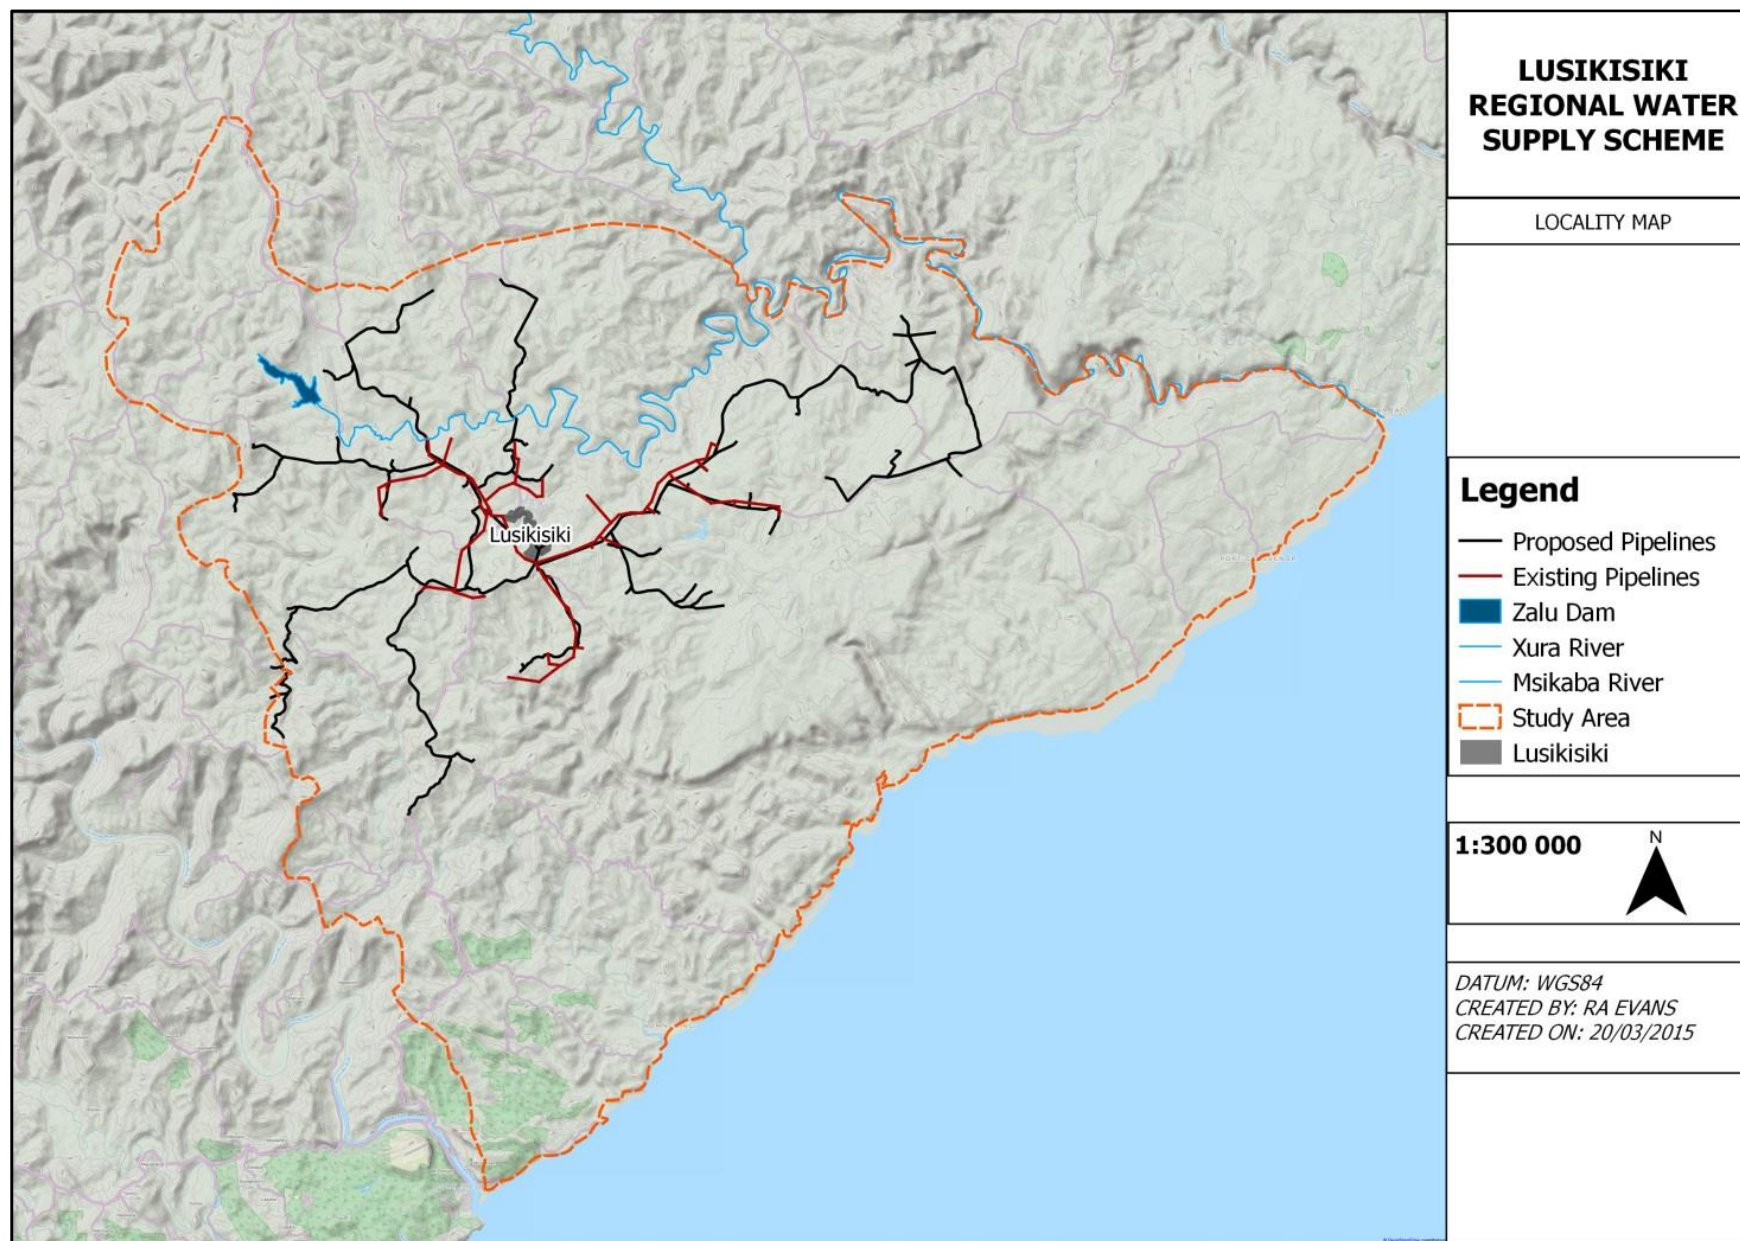 LUSIKISIKI
REGIONAL WATER
SUPPLY SCHEME
LOCALITY MAP
Lusikisiki
Legend
Proposed Pipelines
Existing Pipelines
Zalu Dam
Xura River
Msikaba River
Study Area
Lusikisiki
1:300 000
N
DATUM: WGS84
CREATED BY: RA EVANS
CREATED ON: 20/03/2015